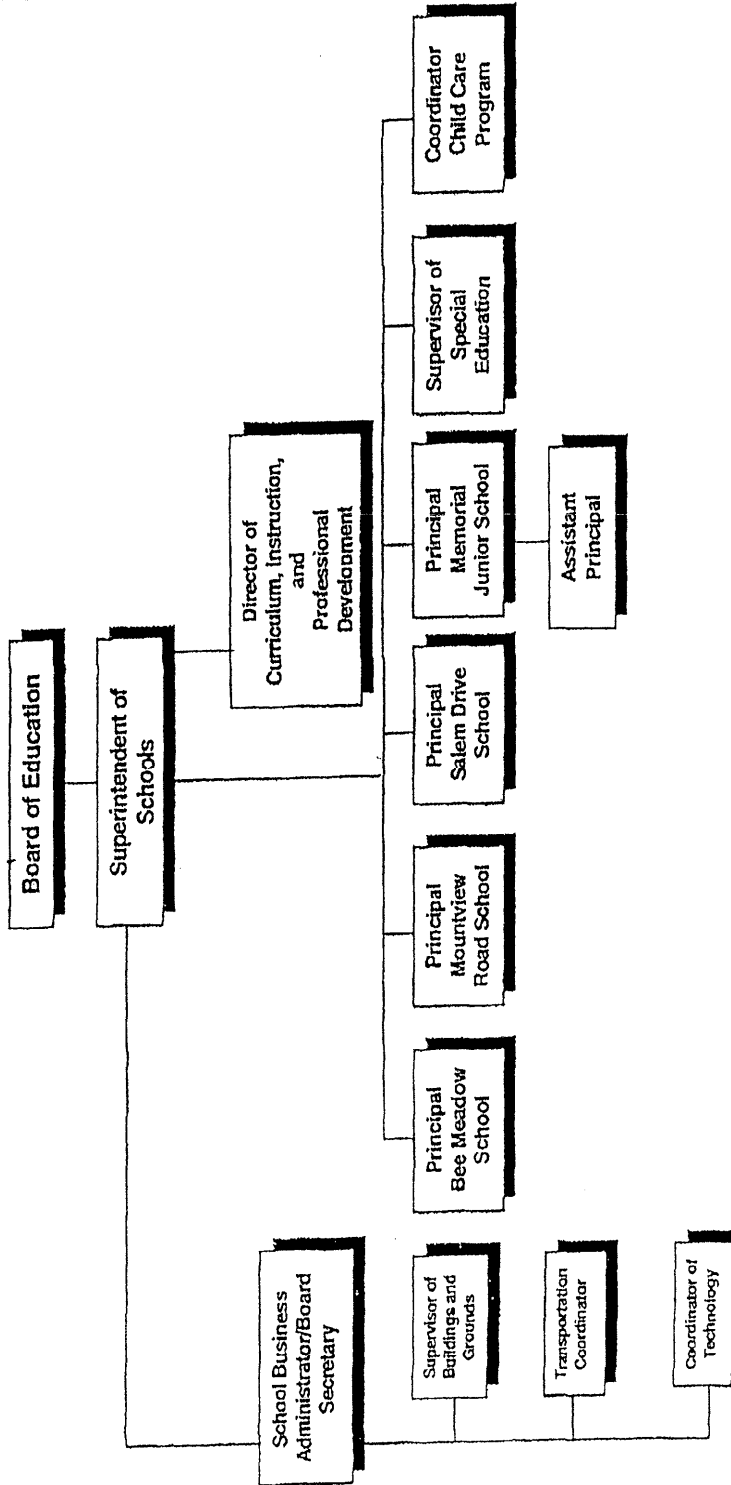 Board of Education
Superintendent of
Schools
Director of
Curriculum, Instruction,
and
Professional
Development
School Business
Administrator/Board
Secretary
Supervisor of
Buildings and
Grounds
Transportation
Coordinator
Coordinator of
Technology
Principal
Bee Meadow
School
Principal
Mountview
Road School
Principal
Salem Drive
School
Principal
Memorial
Junior School
Assistant
Principal
Supervisor of
Special
Education
Coordinator
Child Care
Program